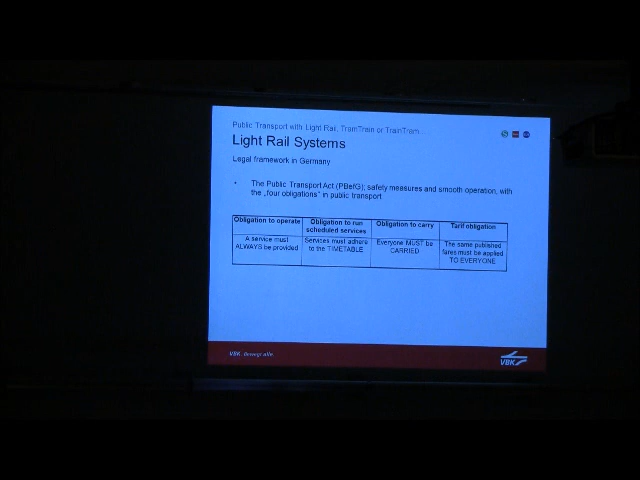 Public Transport with Light Rail, TramTrain or TrainTram...
Light Rail Systems
Legal framework in Germany
• The Public Transport Act (PBefG); safety measures and smooth operation, with
the „four obligations" in public transport
Obligation to operate
Obligation to run
scheduled services
Obligation to carry
Tarif obligation
A service must
ALWAYS be provided
Services must adhere
to the TIMETABLE
Everyone MUST be
CARRIED
The same published
fares must be applied
TO EVERYONE
VBK.
VBK